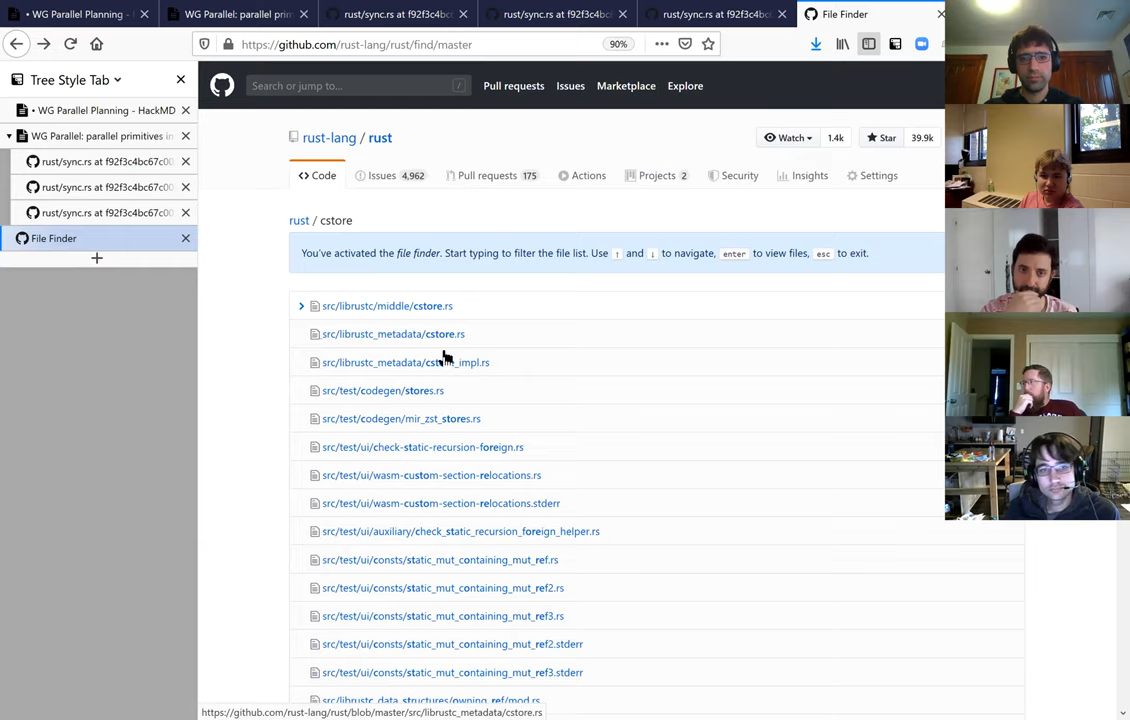 • WG Parallel Planning -
WG Parallel: parallel prim
rust/sync.rs at f92f3c4bc
rust/sync.rs at f92f3c4bc
rust/sync.rs at f92f3c4bc
File Finder
https://github.com/rust-lang/rust/find/master
90%
Tree Style Tab
• WG Parallel Planning - HackMD
WG Parallel: parallel primitives in
rust/sync.rs at f92f3c4bc67c00
rust/sync.rs at f92f3c4bc67c00
rust/sync.rs at f92f3c4bc67c00
File Finder
Search or jump to...
/
Pull requests
Issues
Marketplace
Explore
rust-lang / rust
Watch
1.4k
Star
39.9k
<> Code
Issues 4,962
Pull requests 175
Actions
Projects 2
Security
Insights
Settings
rust / cstore
You've activated the file finder. Start typing to filter the file list. Use ↑ and ↓ to navigate, enter to view files, esc to exit.
src/librustc/middle/cstore.rs
src/librustc_metadata/cstore.rs
src/librustc_metadata/cst _impl.rs
src/test/codegen/stores.rs
src/test/codegen/mir_zst_stores.rs
src/test/ui/check-static-recursion-foreign.rs
src/test/ui/wasm-custom-section-relocations.rs
src/test/ui/wasm-custom-section-relocations.stderr
src/test/ui/auxiliary/check_static_recursion_foreign_helper.rs
src/test/ui/consts/static_mut_containing_mut_ref.rs
src/test/ui/consts/static_mut_containing_mut_ref2.rs
src/test/ui/consts/static_mut_containing_mut_ref3.rs
src/test/ui/consts/static_mut_containing_mut_ref2.stderr
src/test/ui/consts/static_mut_containing_mut_ref3.stderr
src/librustc_data_structures/owning_ref/mod.rs
https://github.com/rust-lang/rust/blob/master/src/librustc_metadata/cstore.rs